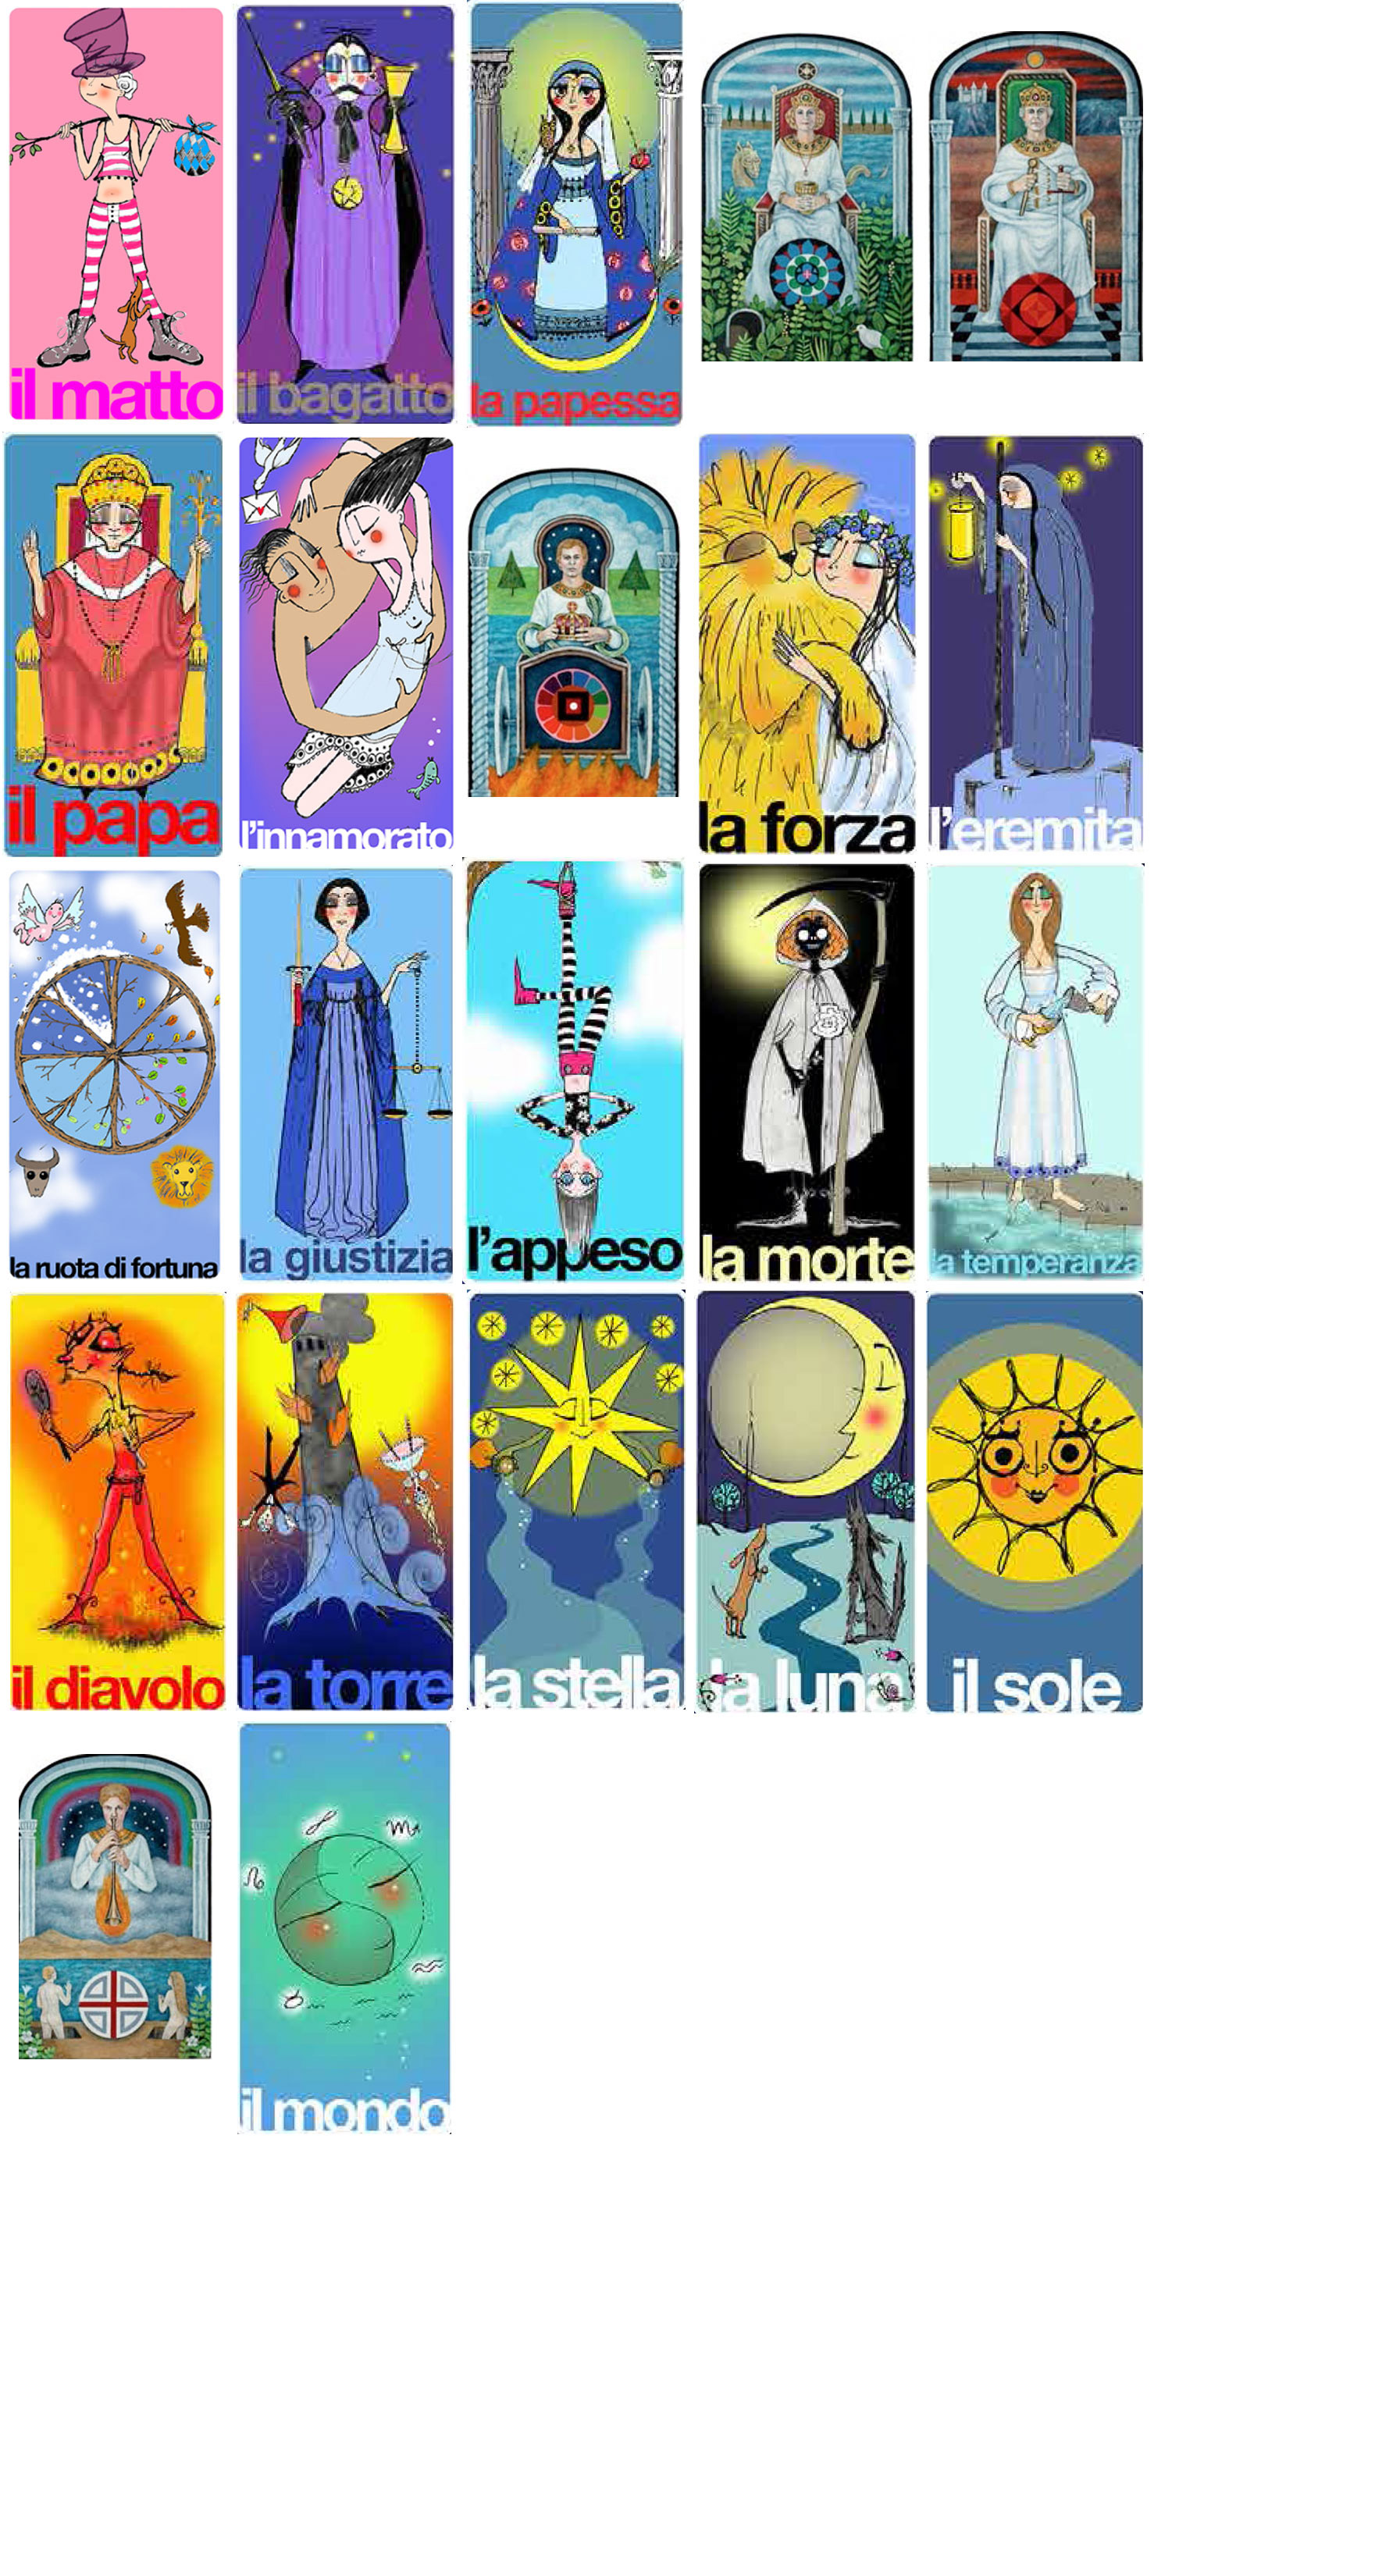 il matto
il bagatto
la papessa
il papa
l'innamorato
la forza
l'eremita
la ruota di fortuna
la giustizia
l'appeso
la morte
la temperanza
il diavolo
la torre
la stella
la luna
il sole
il mondo